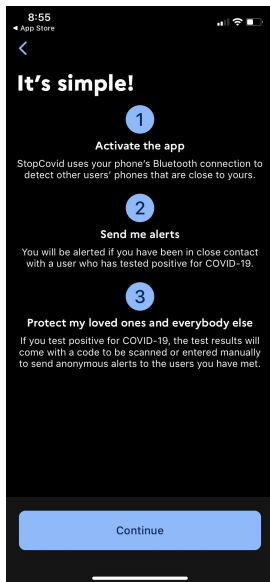 8:55
◀ App Store
It's simple!
1
Activate the app
StopCovid uses your phone's Bluetooth connection to
detect other users' phones that are close to yours.
2
Send me alerts
You will be alerted if you have been in close contact
with a user who has tested positive for COVID-19.
3
Protect my loved ones and everybody else
If you test positive for COVID-19, the test results will
come with a code to be scanned or entered manually
to send anonymous alerts to the users you have met.
Continue